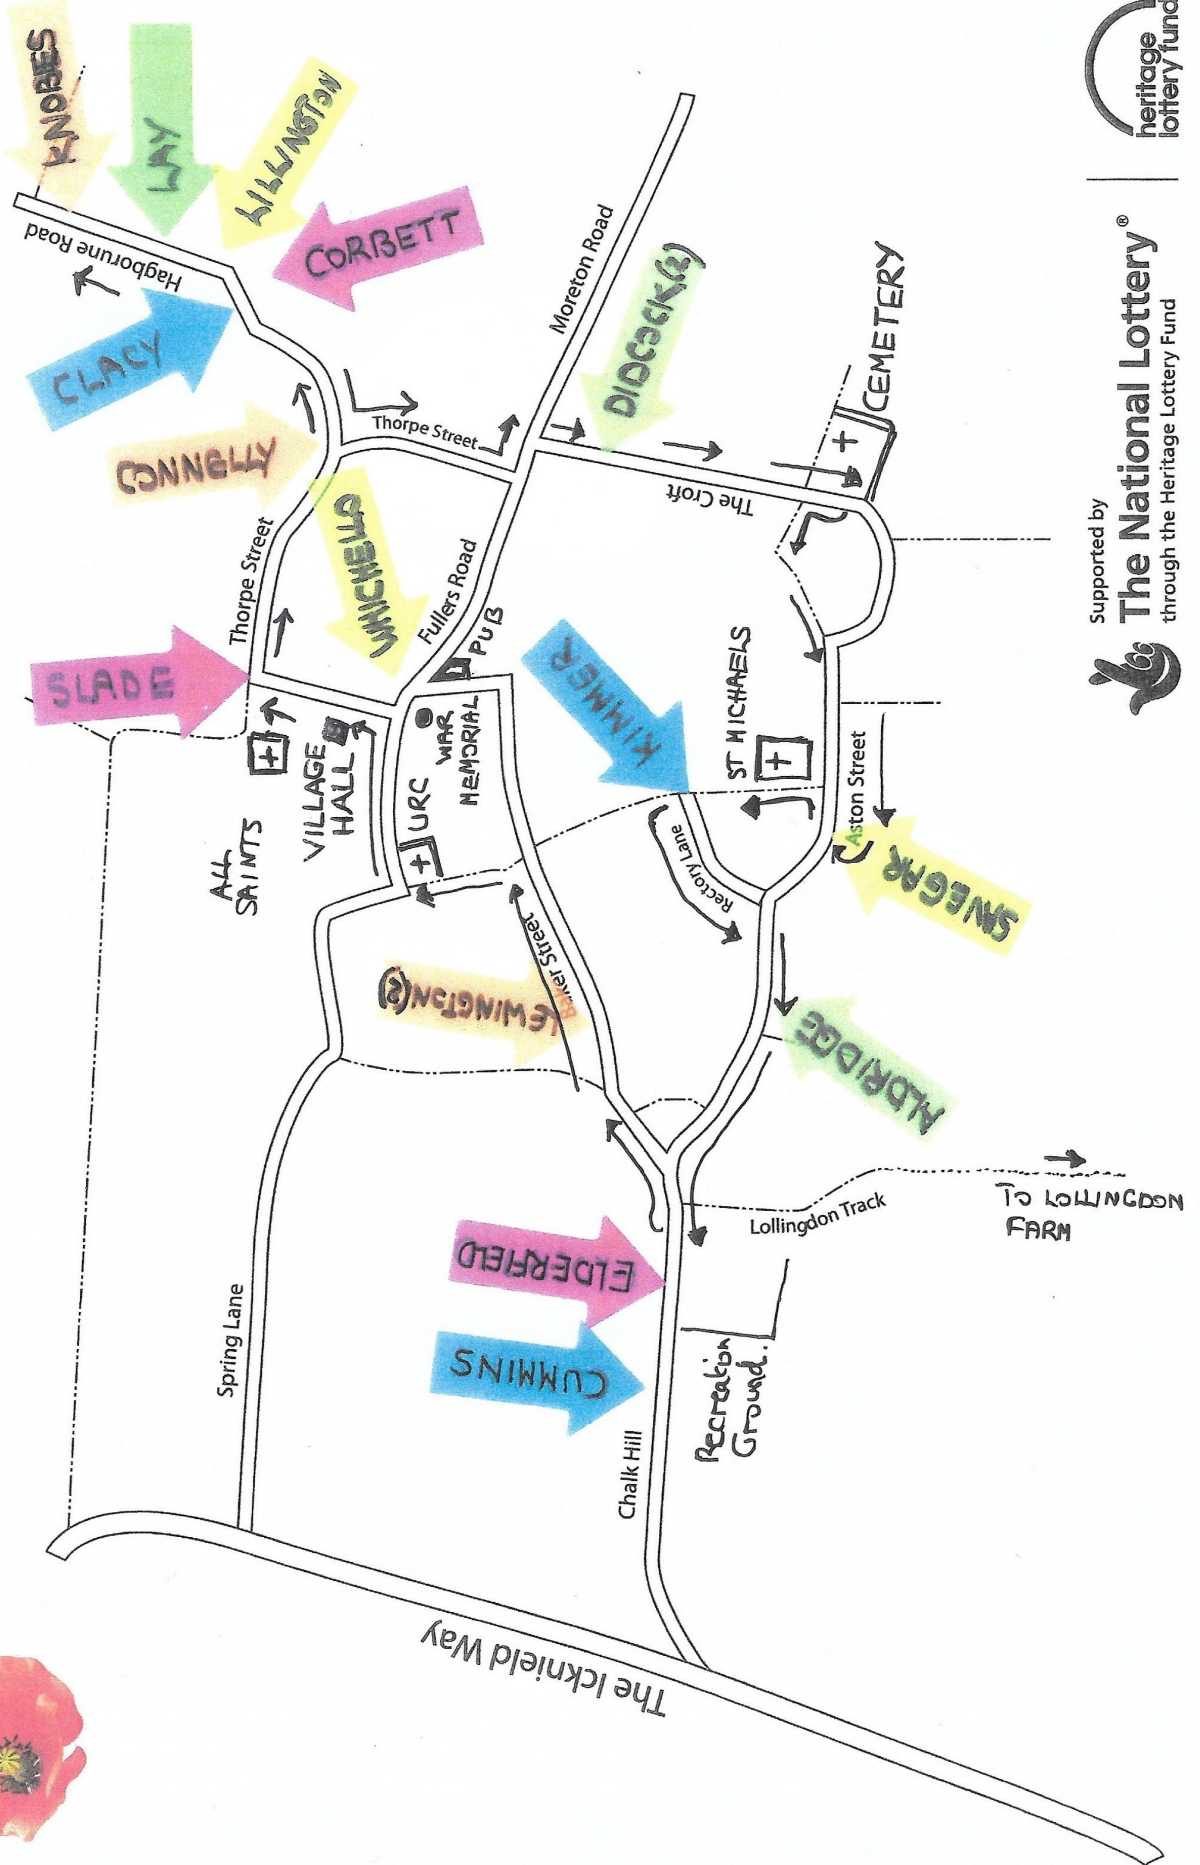 KNOBIES
LAY
LILLINGTON
CORBETT
Hagborune Road
CLACY
CONNELLY
WHICHELLO
SLADE
Thorpe Street
Thorpe Street
Moreton Road
DIDCOCK(2)
CEMETERY
The Croft
Fullers Road
PUB
WAR
MEMORIAL
URC
VILLAGE
HALL
ALL
SAINTS
KIMMER
ST MICHAELS
Aston Street
SAVEGAR
Rectory Lane
Baker Street
LEWINGTON(2)
ALDRIDGE
Lollingdon Track
TO LOLLINGDON
FARM
ELDERFIELD
CUMMINS
Recreation
Ground.
Spring Lane
Chalk Hill
The Icknield Way
Supported by
The National Lottery®
through the Heritage Lottery Fund
heritage
lottery fund